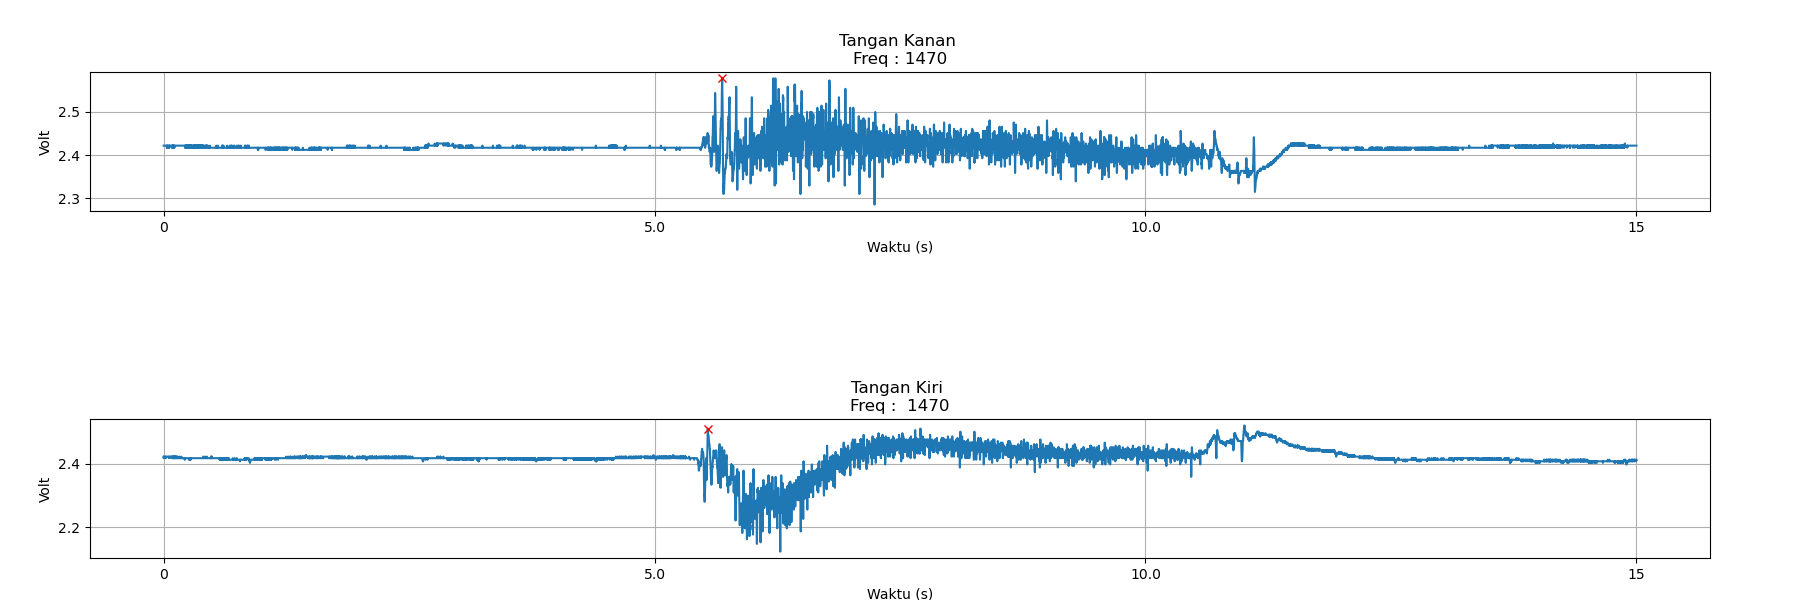 Tangan Kanan
Freq : 1470
Volt
2.5
2.4
2.3
0 5.0 10.0 15
Waktu (s)
Tangan Kiri
Freq :  1470
Volt
2.4
2.2
0 5.0 10.0 15
Waktu (s)